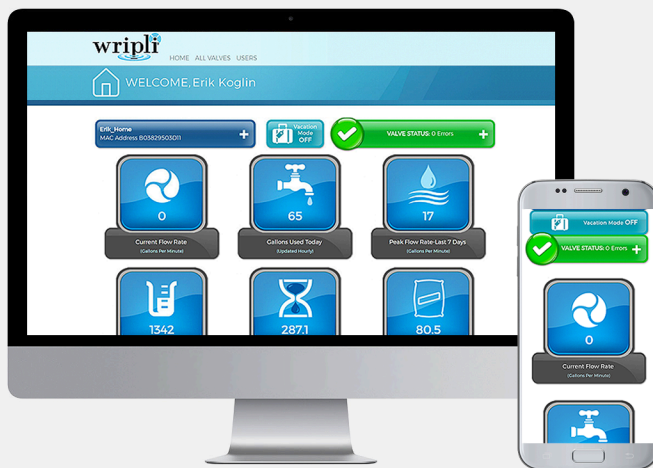 wripli
HOME ALL VALVES USERS
WELCOME, Erik Koglin
Erik_Home
MAC Address B03829503D11
+
Vacation
Mode
OFF
VALVE STATUS: 0 Errors
+
0
Current Flow Rate
(Gallons Per Minute)
65
Gallons Used Today
(Updated Hourly)
17
Peak Flow Rate-Last 7 Days
(Gallons Per Minute)
1342
287.1
80.5
Vacation Mode OFF
VALVE STATUS: 0 Errors
+
0
Current Flow Rate
(Gallons Per Minute)